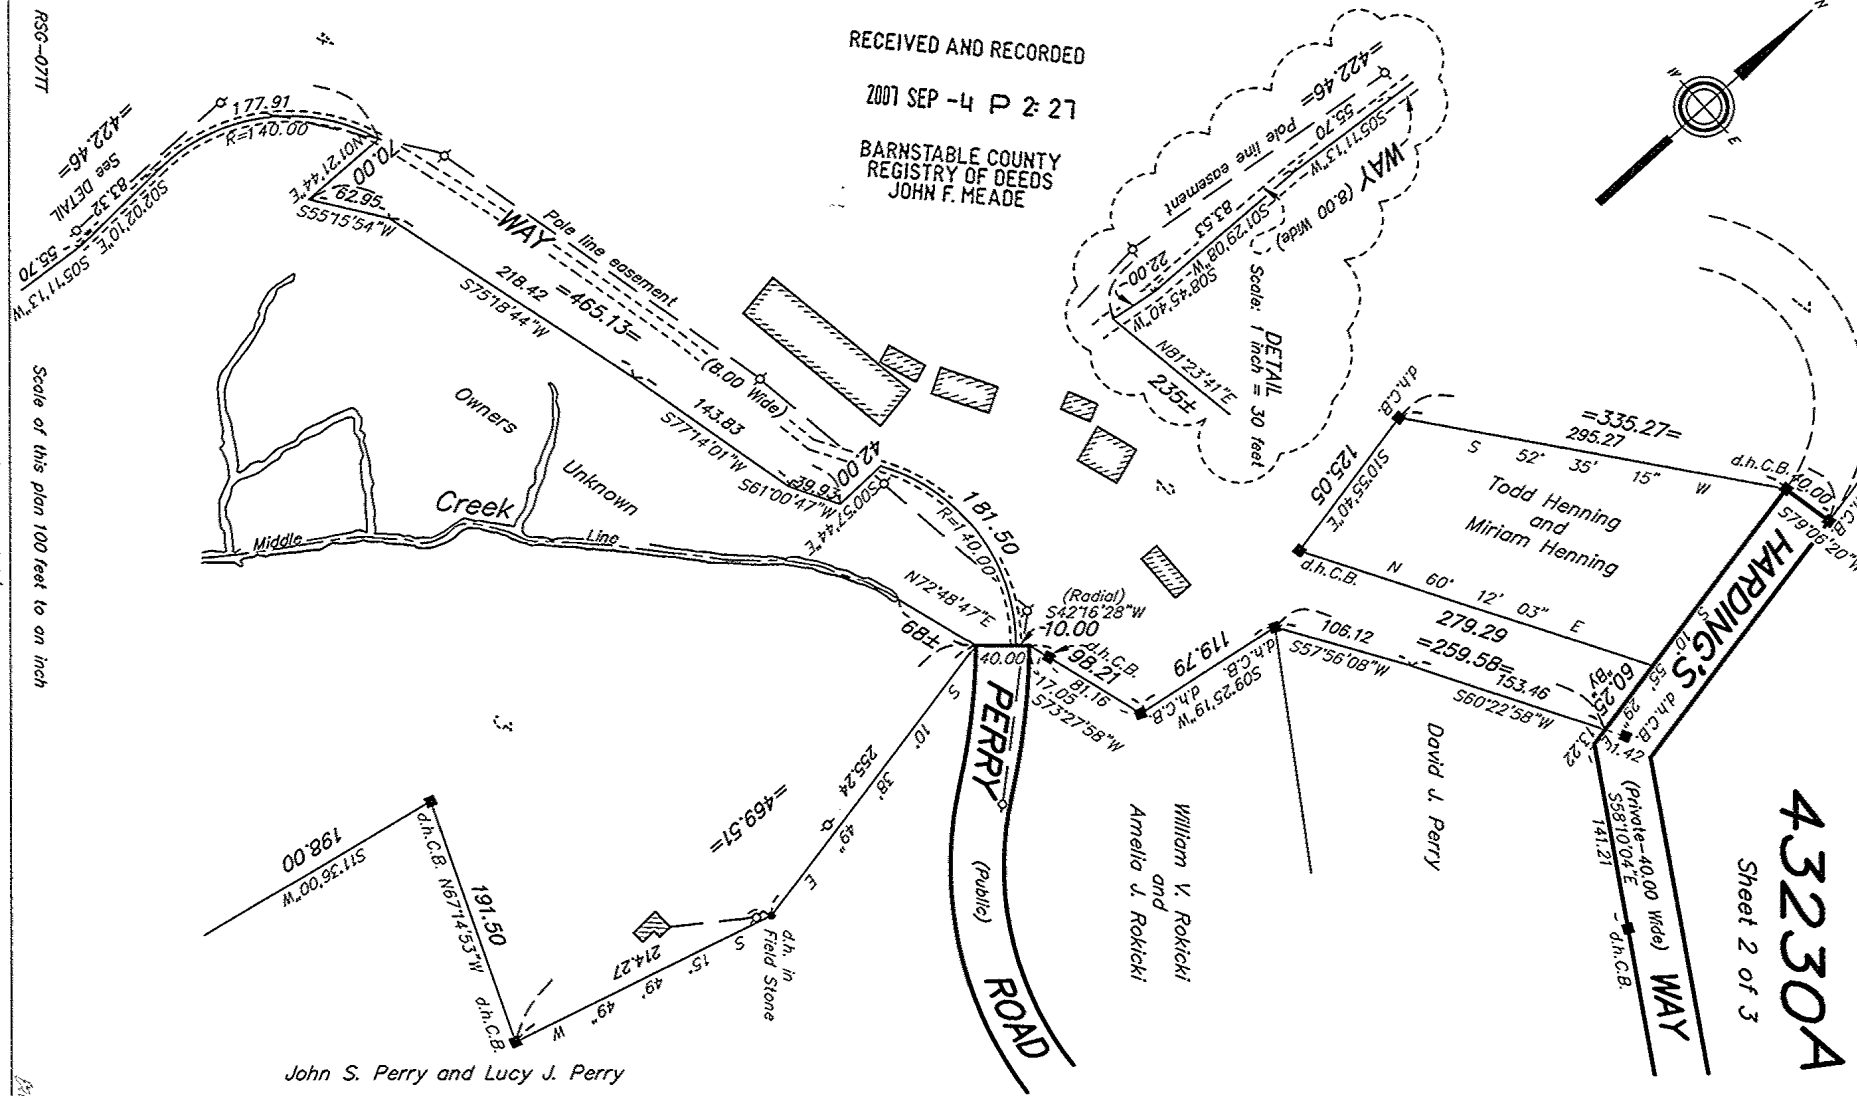 RSG-07TT
RECEIVED AND RECORDED
2007 SEP -4 P 2:27
BARNSTABLE COUNTY
REGISTRY OF DEEDS
JOHN F. MEADE
N
W
E
4
=422.46=
See DETAIL
83.32
S02°02'10"E
55.70
S05°11'13"W
177.91
R=140.00
N01°21'44"E
70.00
62.95
S55°15'54"W
WAY
Pole line easement
(8.00 Wide)
218.42
=465.13=
S75°18'44"W
143.83
S77°14'01"W
39.93
S61°00'47"W
42.00
S00°57'44"E
181.50
R=140.00
=422.46=
55.70
S05°11'13"W
Pole line easement
WAY (8.00 Wide)
83.53
S01°29'08"W
22.00
S08°45'40"W
N81°23'41"E
235±
DETAIL
Scale: 1 inch = 30 feet
Owners
Unknown
Creek
Middle
Line
N72°48'47"E
68±
(Radial)
S42°16'28"W
10.00
40.00
d.h.C.B.
98.21
81.16
17.05
S73°27'58"W
119.79
d.h.C.B.
S09°25'19"W
d.h.C.B.
106.12
S57°56'08"W
=259.58=
153.46
S60°22'58"W
d.h.C.B.
125.05
S10°55'40"E
d.h.C.B.
=335.27=
295.27
S 52° 35' 15" W
d.h.C.B.
40.00
S79°06'20"W
Todd Henning
and
Miriam Henning
N 60° 12' 03" E
279.29
HARDING'S
S 10° 55' 29" E
60.25
"By"
d.h.C.B.
13.22
1.42
(Private-40.00 Wide)
WAY
S58°10'04"E
141.21
d.h.C.B.
David J. Perry
William V. Rokicki
and
Amelia J. Rokicki
PERRY
(Public)
ROAD
2
3
1
S 10° 38' 49" E
255.24
=469.51=
d.h. in
Field Stone
S 15° 49' 49" W
214.27
d.h.C.B.
N67°14'53"W
191.50
d.h.C.B.
198.00
S11°36'00"W
John S. Perry and Lucy J. Perry
Scale of this plan 100 feet to an inch
43230A
Sheet 2 of 3